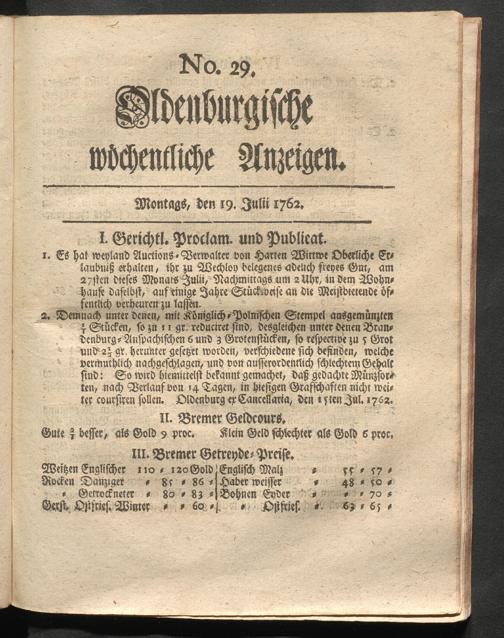 No. 29.
Oldenburgische
wöchentliche Anzeigen.
Montags, den 19. Julii 1762.
I. Gerichtl. Proclam. und Publicat.
1. Es hat weyland Auctions-Verwalter von Harten Wittwe Oberliche Er-
laubniß erhalten, ihr zu Wechloy belegenes adelich freyes Gut, am
27sten dieses Monats Julii, Nachmittags um 2 Uhr, in dem Wohn-
hause daselbst, auf einige Jahre Stückweise an die Meistbietende öf-
fentlich verheuren zu lassen.
2. Demnach unter denen, mit Königlich-Polnischen Stempel ausgemünzten
Stücken, so zu 11 gr. reduciret sind, desgleichen unter denen Bran-
denburg-Anspachischen 6 und 3 Grotenstücken, so respective zu 5 Grot
und 2½ gr. herunter gesetzet worden, verschiedene sich befinden, welche
vermuthlich nachgeschlagen, und von ausserordentlich schlechtem Gehalt
sind: So wird hiemittelst bekannt gemachet, daß gedachte Münzsor-
ten, nach Verlauf von 14 Tagen, in hiesigen Grafschaften nicht wei-
ter coursiren sollen. Oldenburg ex Cancellaria, den 15ten Jul. 1762.
II. Bremer Geldcours.
Gute ⅔ besser, als Gold 9 proc. Klein Geld schlechter als Gold 6 proc.
III. Bremer Getreyde-Preise.
Weitzen Englischer 110 - 120 Gold Englisch Maltz - 55 - 57 -
Rocken Danziger - 85 - 86 - Haber weisser - 48 - 50 -
- Getrockneter - 80 - 83 - Bohnen Eyder - - 70 -
Gerst. Ostfries. Winter - - 60 - - Ostfries. - 63 - 65 -